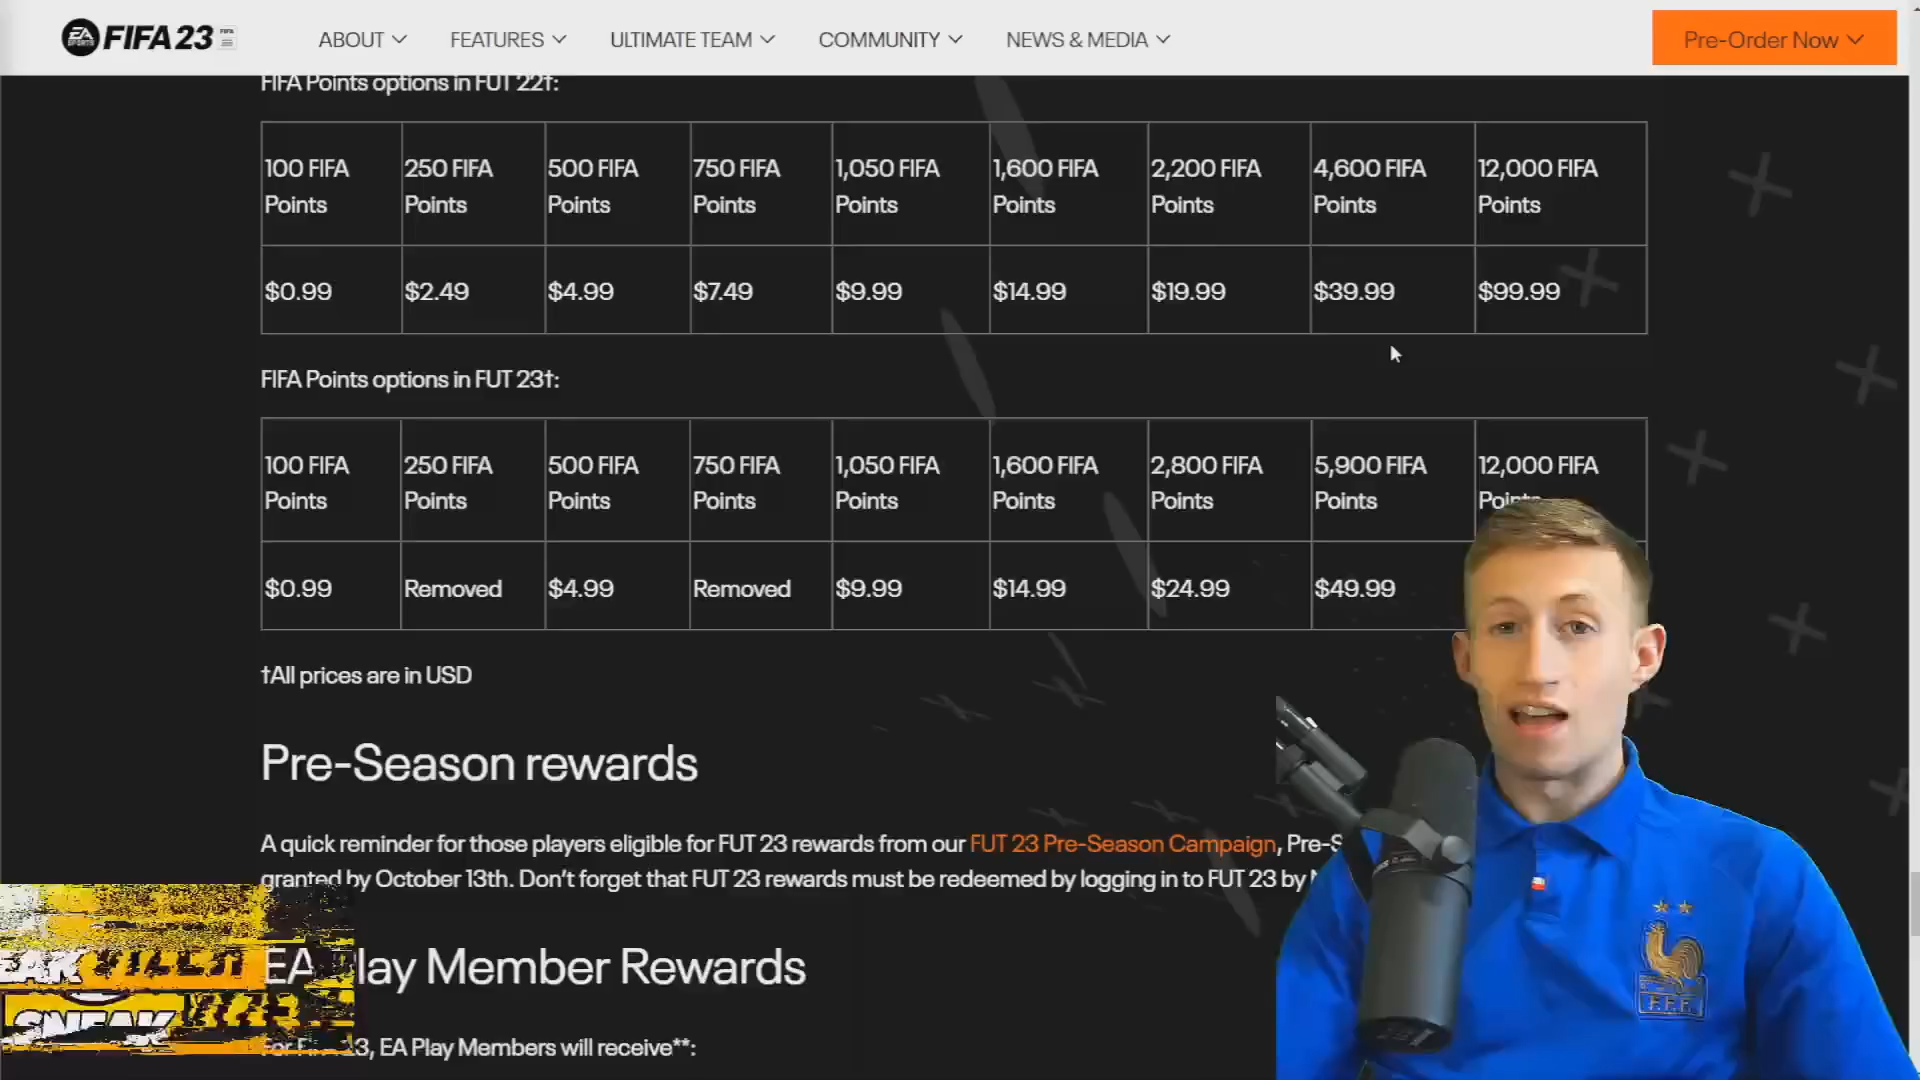 EA SPORTS FIFA 23 FIFA
ABOUT FEATURES ULTIMATE TEAM COMMUNITY NEWS & MEDIA Pre-Order Now
FIFA Points options in FUT 22†:
100 FIFA Points 250 FIFA Points 500 FIFA Points 750 FIFA Points 1,050 FIFA Points 1,600 FIFA Points 2,200 FIFA Points 4,600 FIFA Points 12,000 FIFA Points
$0.99 $2.49 $4.99 $7.49 $9.99 $14.99 $19.99 $39.99 $99.99
FIFA Points options in FUT 23†:
100 FIFA Points 250 FIFA Points 500 FIFA Points 750 FIFA Points 1,050 FIFA Points 1,600 FIFA Points 2,800 FIFA Points 5,900 FIFA Points 12,000 FIFA Points
$0.99 Removed $4.99 Removed $9.99 $14.99 $24.99 $49.99
†All prices are in USD
Pre-Season rewards
A quick reminder for those players eligible for FUT 23 rewards from our FUT 23 Pre-Season Campaign, Pre-S
granted by October 13th. Don't forget that FUT 23 rewards must be redeemed by logging in to FUT 23 by
EA Play Member Rewards
SNEAK
23, EA Play Members will receive**:
F.F.F.